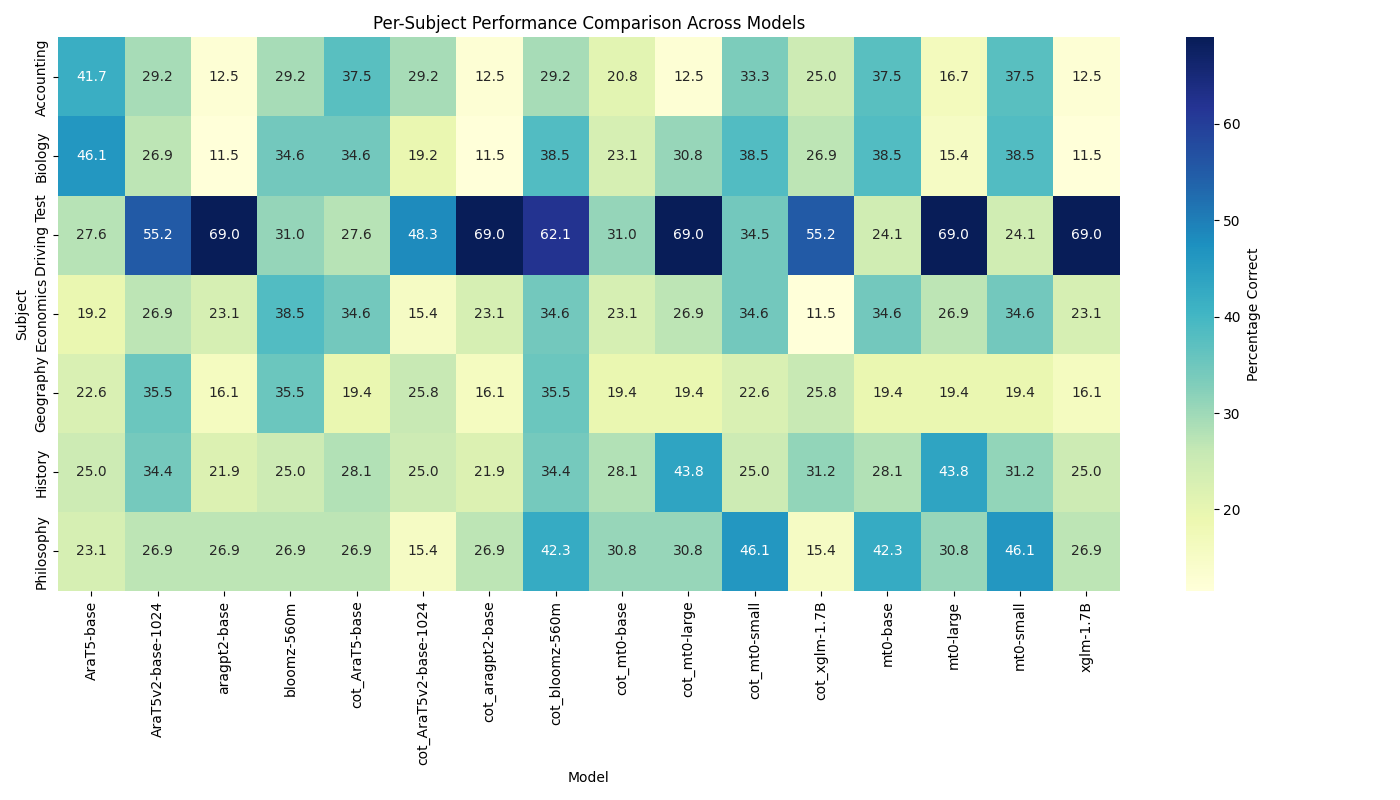 Per-Subject Performance Comparison Across Models
Subject
Accounting 41.7 29.2 12.5 29.2 37.5 29.2 12.5 29.2 20.8 12.5 33.3 25.0 37.5 16.7 37.5 12.5
Biology 46.1 26.9 11.5 34.6 34.6 19.2 11.5 38.5 23.1 30.8 38.5 26.9 38.5 15.4 38.5 11.5
Driving Test 27.6 55.2 69.0 31.0 27.6 48.3 69.0 62.1 31.0 69.0 34.5 55.2 24.1 69.0 24.1 69.0
Economics 19.2 26.9 23.1 38.5 34.6 15.4 23.1 34.6 23.1 26.9 34.6 11.5 34.6 26.9 34.6 23.1
Geography 22.6 35.5 16.1 35.5 19.4 25.8 16.1 35.5 19.4 19.4 22.6 25.8 19.4 19.4 19.4 16.1
History 25.0 34.4 21.9 25.0 28.1 25.0 21.9 34.4 28.1 43.8 25.0 31.2 28.1 43.8 31.2 25.0
Philosophy 23.1 26.9 26.9 26.9 26.9 15.4 26.9 42.3 30.8 30.8 46.1 15.4 42.3 30.8 46.1 26.9
AraT5-base
AraT5v2-base-1024
aragpt2-base
bloomz-560m
cot_AraT5-base
cot_AraT5v2-base-1024
cot_aragpt2-base
cot_bloomz-560m
cot_mt0-base
cot_mt0-large
cot_mt0-small
cot_xglm-1.7B
mt0-base
mt0-large
mt0-small
xglm-1.7B
Model
60
50
40
30
20
Percentage Correct